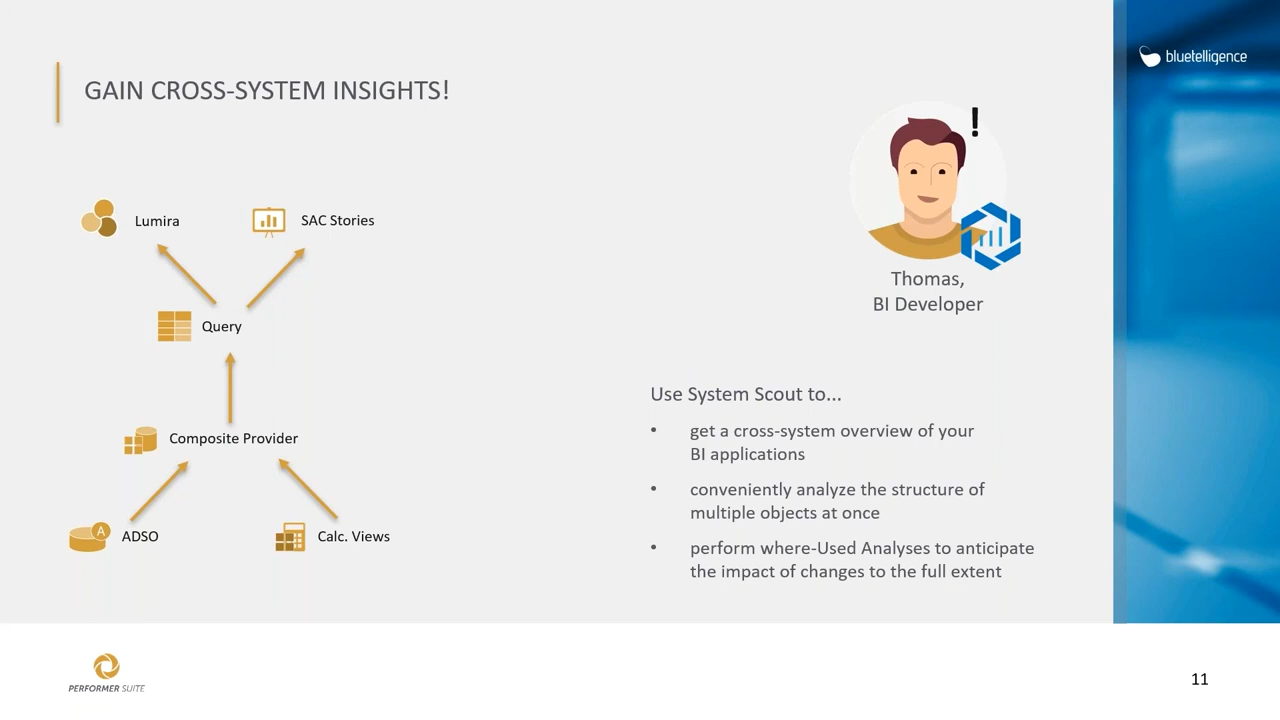 GAIN CROSS-SYSTEM INSIGHTS!
bluetelligence
!
Lumira
SAC Stories
Query
Composite Provider
A
ADSO
Calc. Views
Thomas,
BI Developer
Use System Scout to...
• get a cross-system overview of your
BI applications
• conveniently analyze the structure of
multiple objects at once
• perform where-Used Analyses to anticipate
the impact of changes to the full extent
PERFORMER SUITE
11